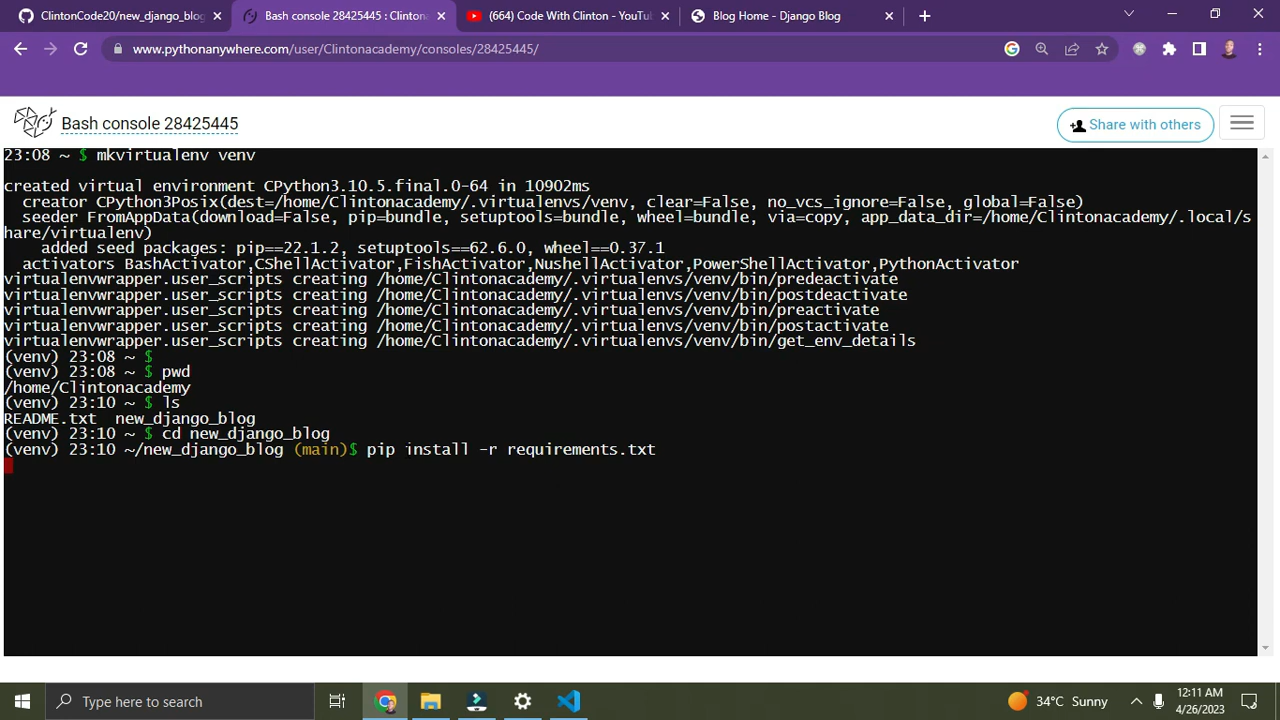 ClintonCode20/new_django_blog
Bash console 28425445 : Clintona
(664) Code With Clinton - YouTub
Blog Home - Django Blog
www.pythonanywhere.com/user/Clintonacademy/consoles/28425445/
Bash console 28425445
Share with others
23:08 ~ $ mkvirtualenv venv
created virtual environment CPython3.10.5.final.0-64 in 10902ms
creator CPython3Posix(dest=/home/Clintonacademy/.virtualenvs/venv, clear=False, no_vcs_ignore=False, global=False)
seeder FromAppData(download=False, pip=bundle, setuptools=bundle, wheel=bundle, via=copy, app_data_dir=/home/Clintonacademy/.local/s
hare/virtualenv)
added seed packages: pip==22.1.2, setuptools==62.6.0, wheel==0.37.1
activators BashActivator,CShellActivator,FishActivator,NushellActivator,PowerShellActivator,PythonActivator
virtualenvwrapper.user_scripts creating /home/Clintonacademy/.virtualenvs/venv/bin/predeactivate
virtualenvwrapper.user_scripts creating /home/Clintonacademy/.virtualenvs/venv/bin/postdeactivate
virtualenvwrapper.user_scripts creating /home/Clintonacademy/.virtualenvs/venv/bin/preactivate
virtualenvwrapper.user_scripts creating /home/Clintonacademy/.virtualenvs/venv/bin/postactivate
virtualenvwrapper.user_scripts creating /home/Clintonacademy/.virtualenvs/venv/bin/get_env_details
(venv) 23:08 ~ $
(venv) 23:08 ~ $ pwd
/home/Clintonacademy
(venv) 23:10 ~ $ ls
README.txt  new_django_blog
(venv) 23:10 ~ $ cd new_django_blog
(venv) 23:10 ~/new_django_blog (main)$ pip install -r requirements.txt
Type here to search
34°C Sunny
12:11 AM
4/26/2023